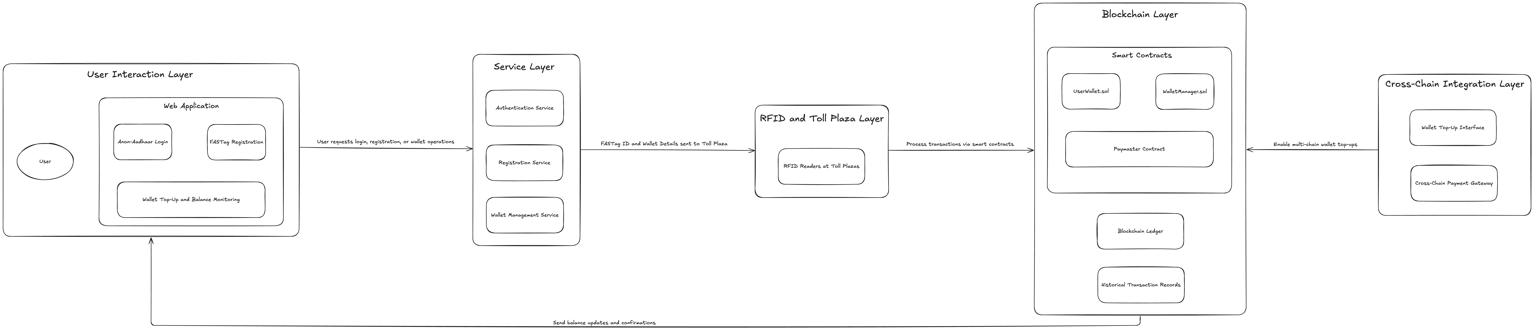 User Interaction Layer
Web Application
Anon-Aadhaar Login
FASTag Registration
User
Wallet Top-Up and Balance Monitoring
User requests login, registration, or wallet operations
Service Layer
Authentication Service
Registration Service
Wallet Management Service
FASTag ID and Wallet Details sent to Toll Plaza
RFID and Toll Plaza Layer
RFID Readers at Toll Plazas
Process transactions via smart contracts
Blockchain Layer
Smart Contracts
UserWallet.sol
WalletManager.sol
Paymaster Contract
Blockchain Ledger
Historical Transaction Records
Enable multi-chain wallet top-ups
Cross-Chain Integration Layer
Wallet Top-Up Interface
Cross-Chain Payment Gateway
Send balance updates and confirmations